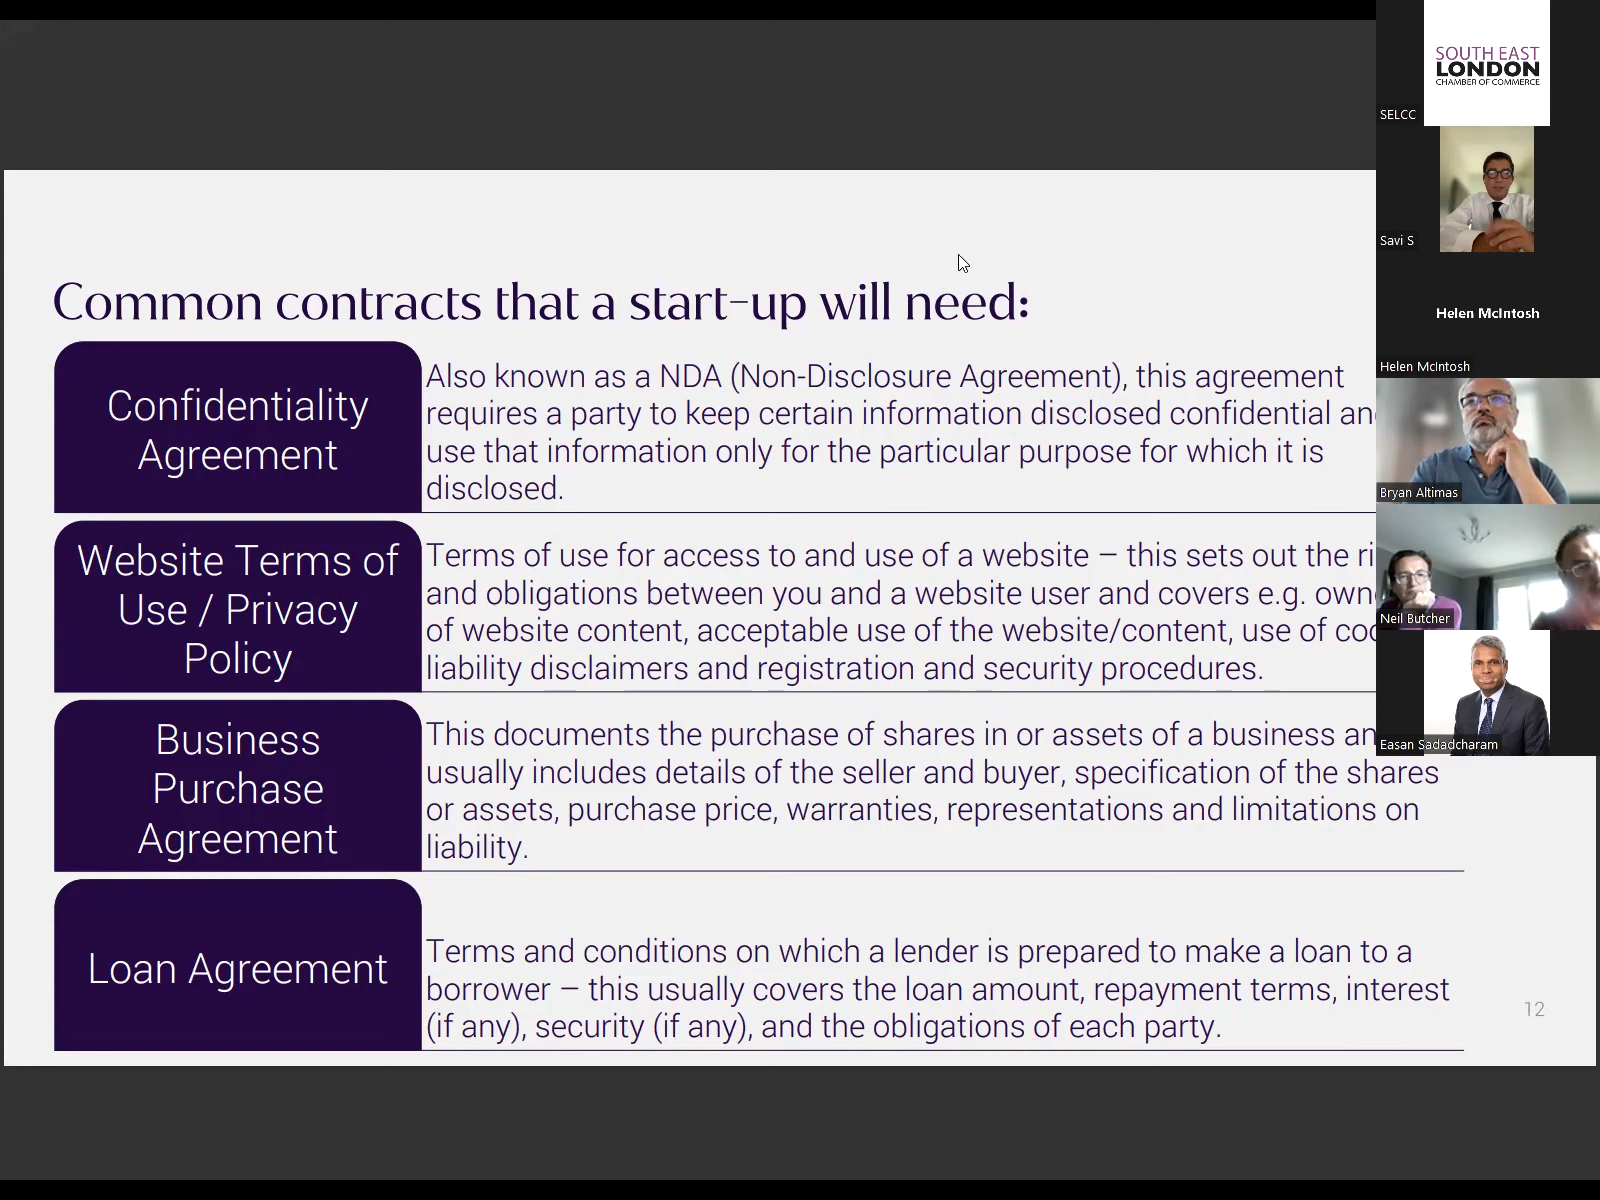 Common contracts that a start-up will need:
Confidentiality
Agreement
Also known as a NDA (Non-Disclosure Agreement), this agreement
requires a party to keep certain information disclosed confidential
use that information only for the particular purpose for which it is
disclosed.
Website Terms of
Use / Privacy
Policy
Terms of use for access to and use of a website – this sets out the
and obligations between you and a website user and covers e.g.
of website content, acceptable use of the website/content, use of
liability disclaimers and registration and security procedures.
Business
Purchase
Agreement
This documents the purchase of shares in or assets of a business
usually includes details of the seller and buyer, specification of the shares
or assets, purchase price, warranties, representations and limitations on
liability.
Loan Agreement
Terms and conditions on which a lender is prepared to make a loan to a
borrower – this usually covers the loan amount, repayment terms, interest
(if any), security (if any), and the obligations of each party.
12
SOUTH EAST
LONDON
CHAMBER OF COMMERCE
SELCC
Savi S
Helen McIntosh
Helen McIntosh
Bryan Altimas
Neil Butcher
Easan Sadadcharam